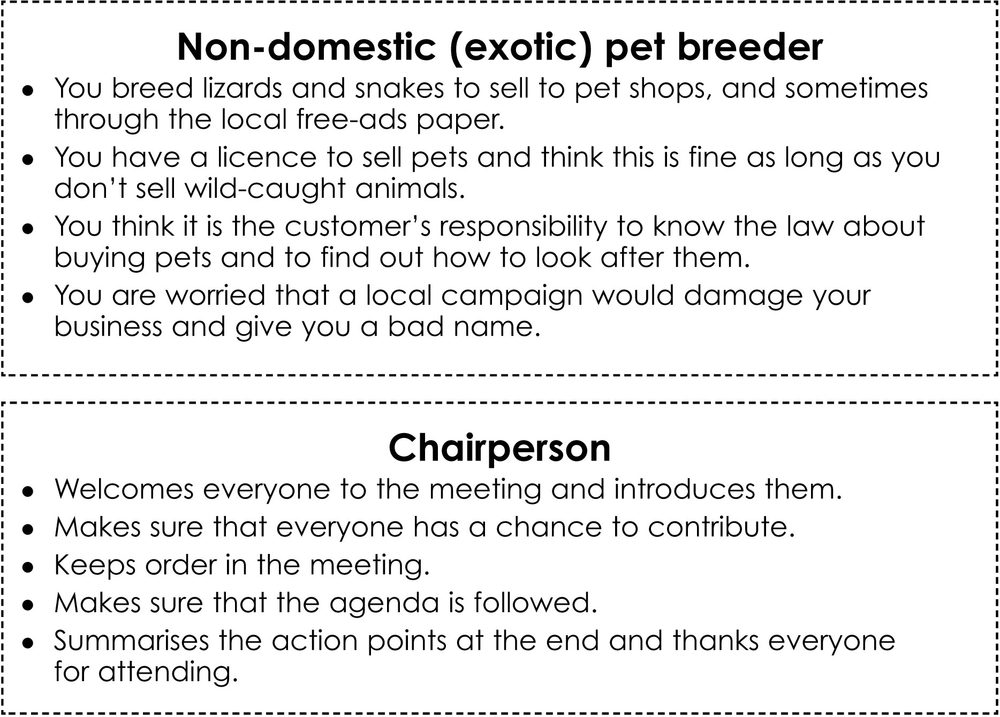 Non-domestic (exotic) pet breeder
● You breed lizards and snakes to sell to pet shops, and sometimes
through the local free-ads paper.
● You have a licence to sell pets and think this is fine as long as you
don’t sell wild-caught animals.
● You think it is the customer’s responsibility to know the law about
buying pets and to find out how to look after them.
● You are worried that a local campaign would damage your
business and give you a bad name.
Chairperson
● Welcomes everyone to the meeting and introduces them.
● Makes sure that everyone has a chance to contribute.
● Keeps order in the meeting.
● Makes sure that the agenda is followed.
● Summarises the action points at the end and thanks everyone
for attending.